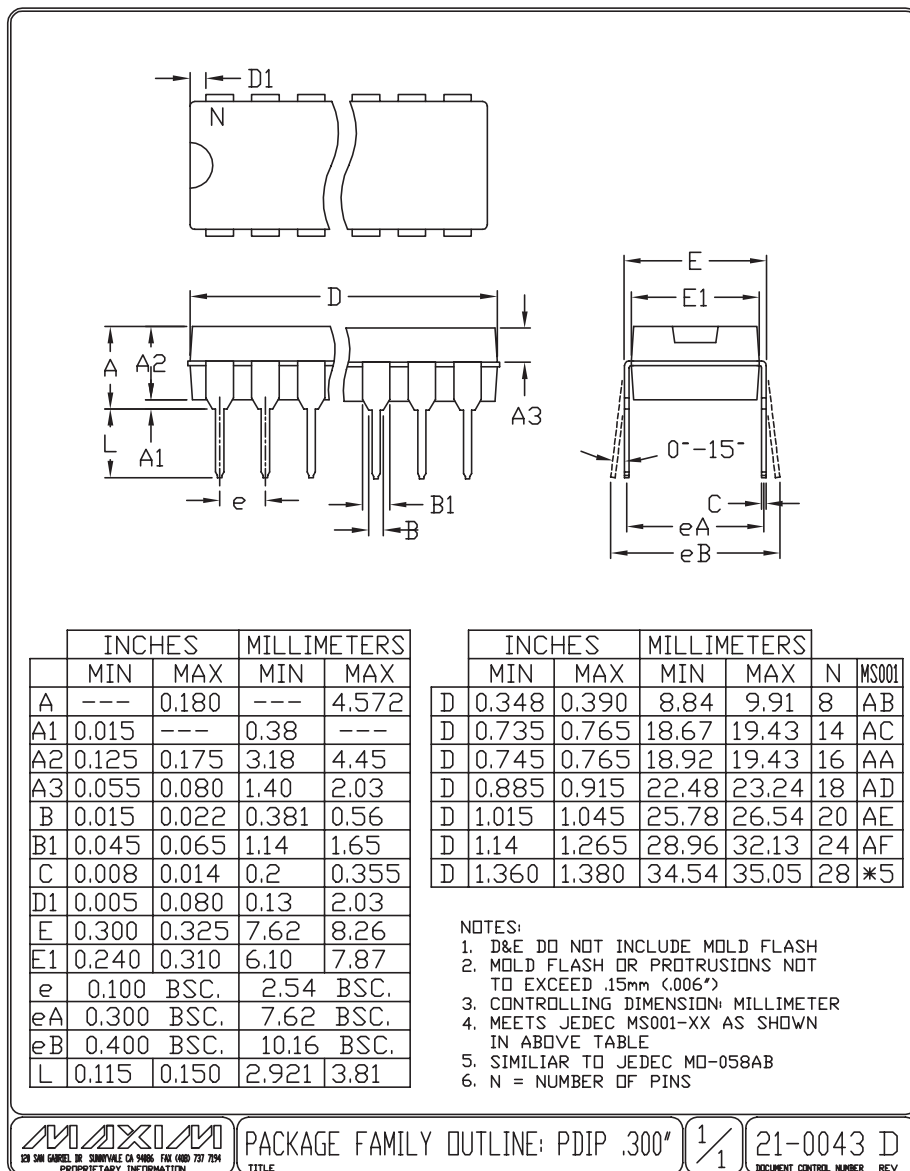 D1
N
D
E
E1
A
A2
A3
L
A1
0°-15°
e
B1
B
C
eA
eB
INCHES MILLIMETERS
MIN MAX MIN MAX
A --- 0.180 --- 4.572
A1 0.015 --- 0.38 ---
A2 0.125 0.175 3.18 4.45
A3 0.055 0.080 1.40 2.03
B 0.015 0.022 0.381 0.56
B1 0.045 0.065 1.14 1.65
C 0.008 0.014 0.2 0.355
D1 0.005 0.080 0.13 2.03
E 0.300 0.325 7.62 8.26
E1 0.240 0.310 6.10 7.87
e 0.100 BSC. 2.54 BSC.
eA 0.300 BSC. 7.62 BSC.
eB 0.400 BSC. 10.16 BSC.
L 0.115 0.150 2.921 3.81
INCHES MILLIMETERS
MIN MAX MIN MAX N MS001
D 0.348 0.390 8.84 9.91 8 AB
D 0.735 0.765 18.67 19.43 14 AC
D 0.745 0.765 18.92 19.43 16 AA
D 0.885 0.915 22.48 23.24 18 AD
D 1.015 1.045 25.78 26.54 20 AE
D 1.14 1.265 28.96 32.13 24 AF
D 1.360 1.380 34.54 35.05 28 *5
NOTES:
1. D&E DO NOT INCLUDE MOLD FLASH
2. MOLD FLASH OR PROTRUSIONS NOT
TO EXCEED .15mm (.006")
3. CONTROLLING DIMENSION: MILLIMETER
4. MEETS JEDEC MS001-XX AS SHOWN
IN ABOVE TABLE
5. SIMILIAR TO JEDEC MO-058AB
6. N = NUMBER OF PINS
MAXIM
120 SAN GABRIEL DR SUNNYVALE CA 94086 FAX (408) 737 7194
PROPRIETARY INFORMATION
PACKAGE FAMILY OUTLINE: PDIP .300"
TITLE
1/1
21-0043 D
DOCUMENT CONTROL NUMBER REV